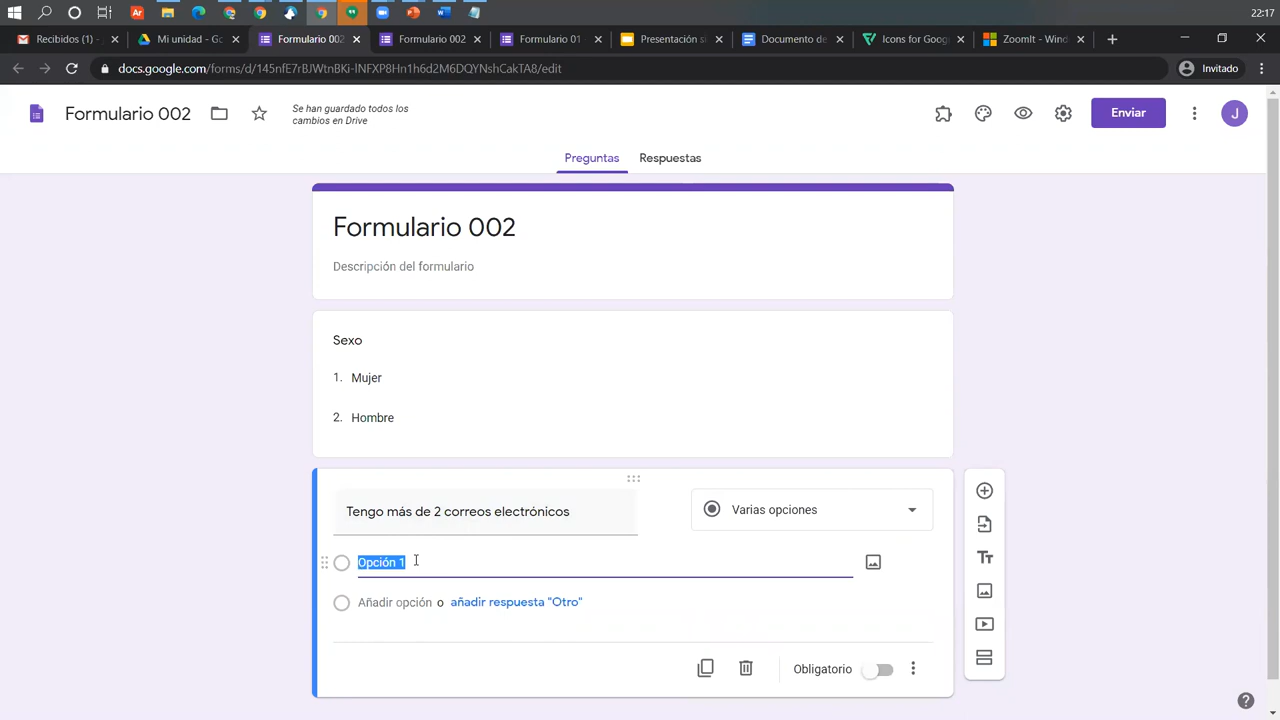 22:17
Recibidos (1) -
Mi unidad - Go
Formulario 002
Formulario 002
Formulario 01
Presentación si
Documento de
Icons for Goog
ZoomIt - Wind
docs.google.com/forms/d/145nfE7rBJWtnBKi-INFXP8Hn1h6d2M6DQYNshCakTA8/edit
Invitado
Formulario 002
Se han guardado todos los
cambios en Drive
Enviar
J
Preguntas
Respuestas
Formulario 002
Descripción del formulario
Sexo
1. Mujer
2. Hombre
Tengo más de 2 correos electrónicos
Varias opciones
Opción 1
Añadir opción o añadir respuesta "Otro"
Obligatorio